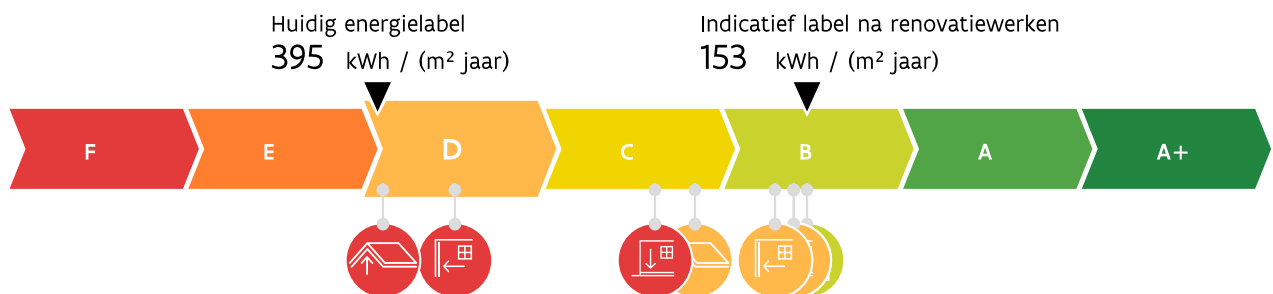 Huidig energielabel
395 kWh / (m² jaar)
Indicatief label na renovatiewerken
153 kWh / (m² jaar)
F E D C B A A+